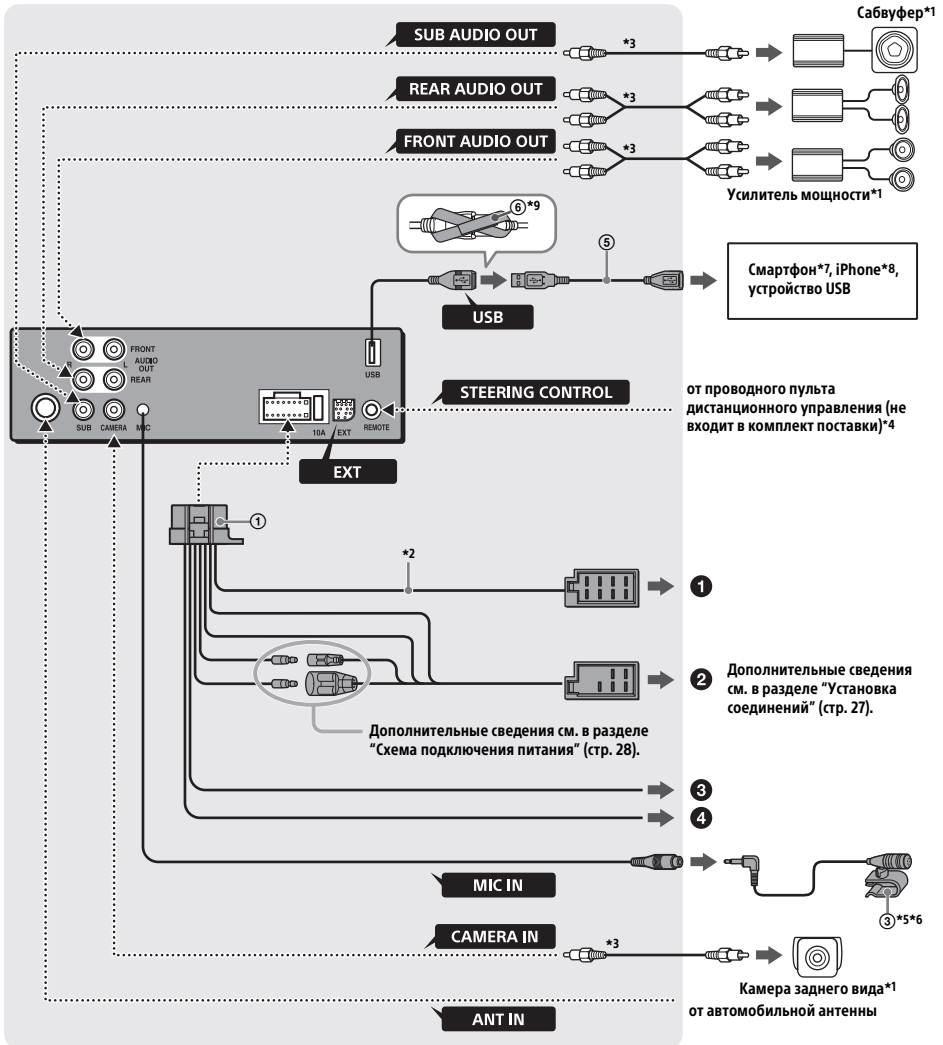 Сабвуфер*1
SUB AUDIO OUT
*3
REAR AUDIO OUT
*3
FRONT AUDIO OUT
*3
Усилитель мощности*1
⑥*9
⑤
Смартфон*7, iPhone*8,
устройство USB
USB
FRONT
R L AUDIO
OUT
REAR
USB
STEERING CONTROL
от проводного пульта
дистанционного управления (не
входит в комплект поставки)*4
SUB CAMERA MIC
10A EXT REMOTE
EXT
①
*2
❶
❷ Дополнительные сведения
см. в разделе “Установка
соединений” (стр. 27).
Дополнительные сведения см. в разделе
“Схема подключения питания” (стр. 28).
❸
❹
MIC IN
③*5*6
CAMERA IN
*3
Камера заднего вида*1
от автомобильной антенны
ANT IN